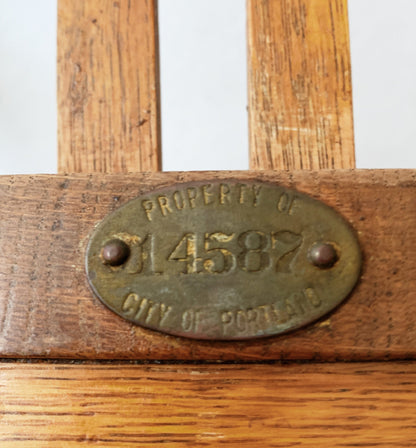 PROPERTY OF
14587
CITY OF PORTLAND